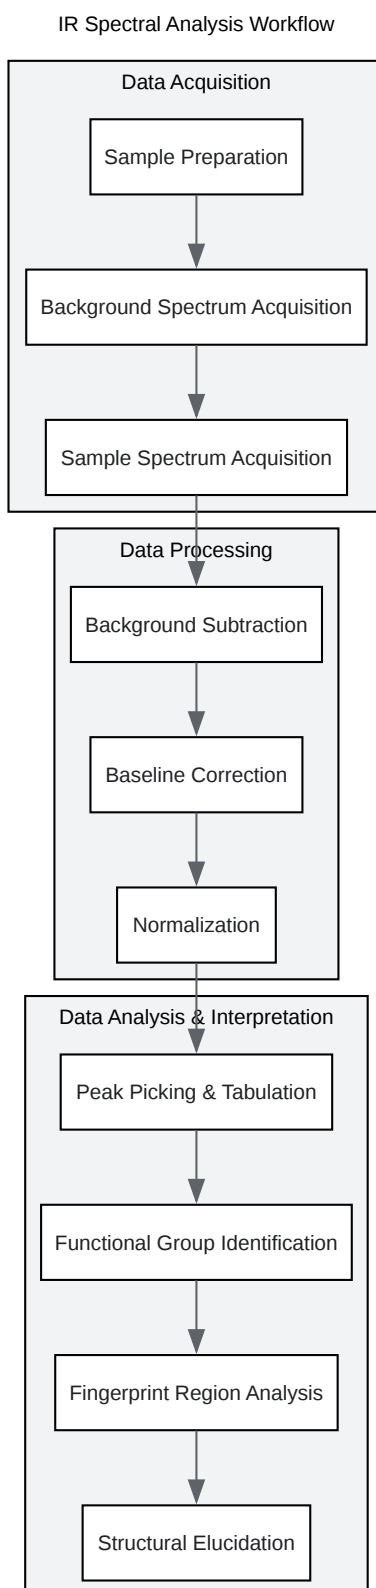 IR Spectral Analysis Workflow
Data Acquisition
Sample Preparation
Background Spectrum Acquisition
Sample Spectrum Acquisition
Data Processing
Background Subtraction
Baseline Correction
Normalization
Data Analysis & Interpretation
Peak Picking & Tabulation
Functional Group Identification
Fingerprint Region Analysis
Structural Elucidation